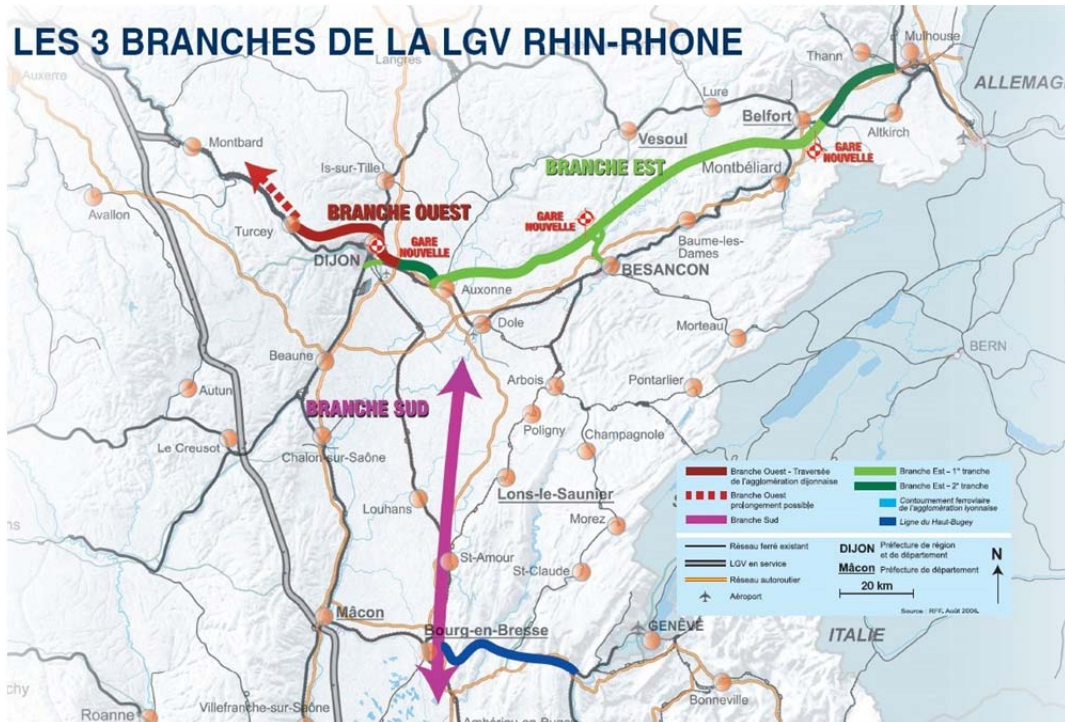 LES 3 BRANCHES DE LA LGV RHIN-RHONE
Auxerre
Langres
Thann
Mulhouse
ALLEMAG
Lure
Belfort
Vesoul
Altkirch
Montbard
Is-sur-Tille
BRANCHE EST
Montbéliard
GARE
NOUVELLE
Avallon
BRANCHE OUEST
Turcey
GARE
NOUVELLE
GARE
NOUVELLE
DIJON
Baume-les-
Dames
BESANCON
Auxonne
Dole
Morteau
BERN
Beaune
Autun
Arbois
Pontarlier
BRANCHE SUD
Poligny
Champagnole
Le Creusot
Chalon-sur-Saône
Lons-le-Saunier
Louhans
Morez
St-Amour
St-Claude
Mâcon
Bourg-en-Bresse
GENÊVE
ITALIE
Bonneville
Roanne
Villefranche-sur-Saône
Branche Ouest - Traversée
de l'agglomération dijonnaise
Branche Ouest
prolongement possible
Branche Sud
Branche Est – 1e tranche
Branche Est – 2e tranche
Contournement ferroviaire
de l'agglomération lyonnaise
Ligne du Haut-Bugey
Réseau ferré existant
LGV en service
Réseau autoroutier
Aéroport
DIJON Préfecture de région
et de département
Mâcon Préfecture de département
20 km
N
Source : RFF, Août 2006.